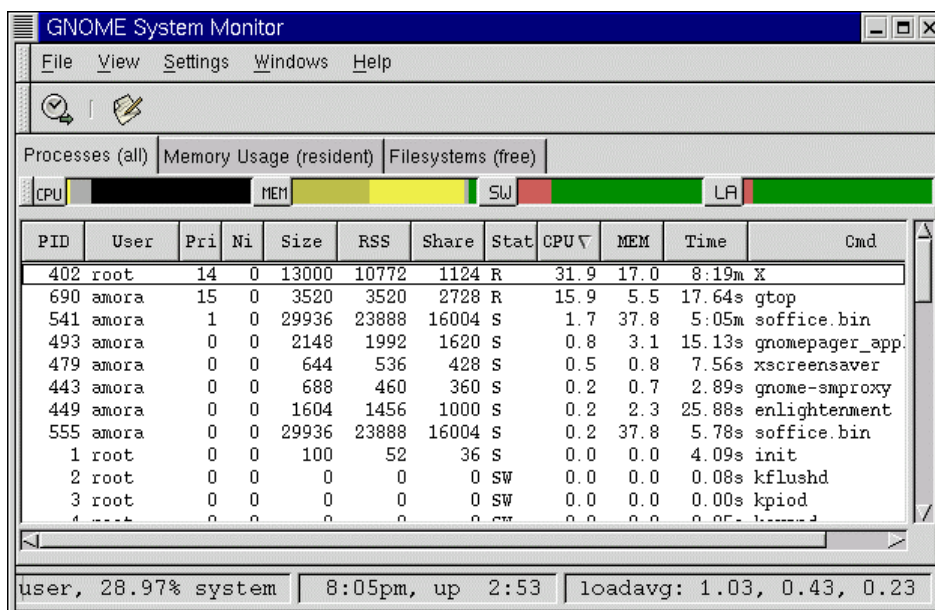 GNOME System Monitor
File View Settings Windows Help
Processes (all) Memory Usage (resident) Filesystems (free)
CPU MEM SW LA
PID User Pri Ni Size RSS Share Stat CPU MEM Time Cmd
402 root 14 0 13000 10772 1124 R 31.9 17.0 8:19m X
690 amora 15 0 3520 3520 2728 R 15.9 5.5 17.64s gtop
541 amora 1 0 29936 23888 16004 S 1.7 37.8 5:05m soffice.bin
493 amora 0 0 2148 1992 1620 S 0.8 3.1 15.13s gnomepager_appl
479 amora 0 0 644 536 428 S 0.5 0.8 7.56s xscreensaver
443 amora 0 0 688 460 360 S 0.2 0.7 2.89s gnome-smproxy
449 amora 0 0 1604 1456 1000 S 0.2 2.3 25.88s enlightenment
555 amora 0 0 29936 23888 16004 S 0.2 37.8 5.78s soffice.bin
1 root 0 0 100 52 36 S 0.0 0.0 4.09s init
2 root 0 0 0 0 0 SW 0.0 0.0 0.08s kflushd
3 root 0 0 0 0 0 SW 0.0 0.0 0.00s kpiod
user, 28.97% system 8:05pm, up 2:53 loadavg: 1.03, 0.43, 0.23